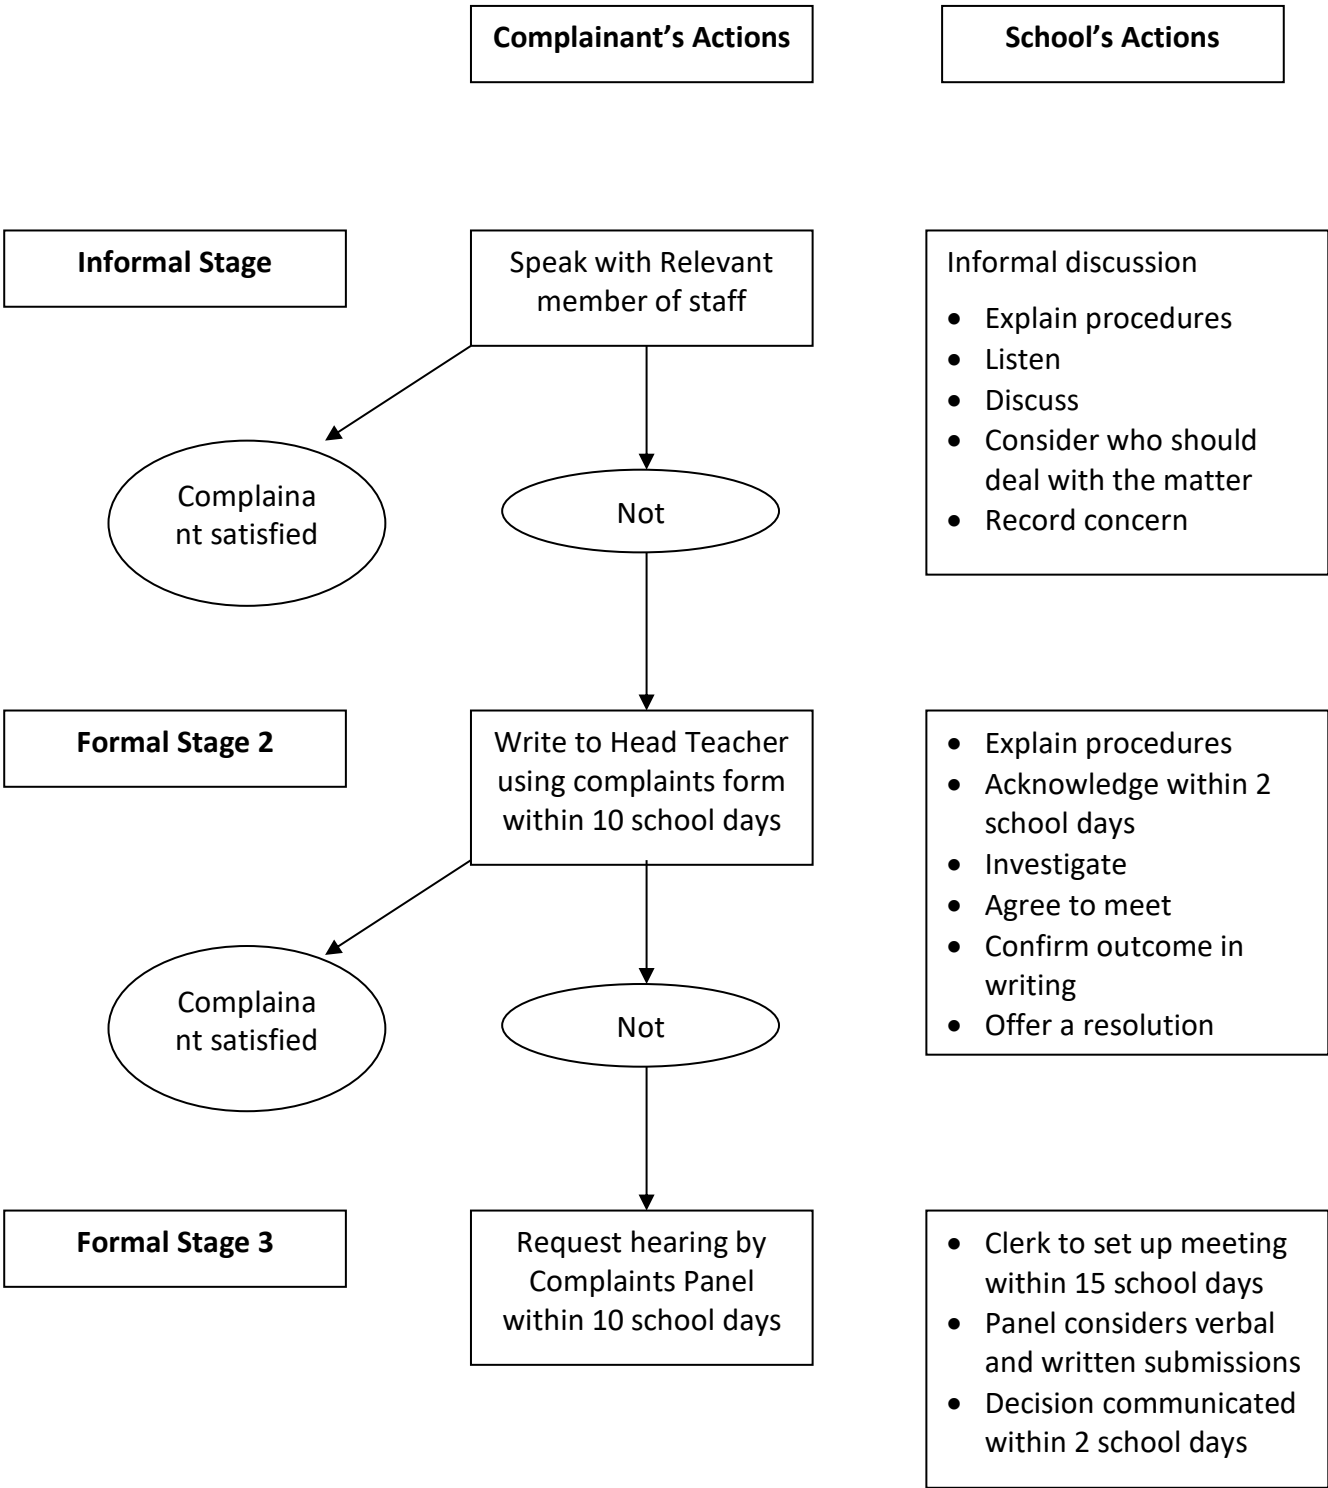 Complainant’s Actions
School’s Actions
Informal Stage
Speak with Relevant
member of staff
Informal discussion
• Explain procedures
• Listen
• Discuss
• Consider who should
deal with the matter
• Record concern
Complaina
nt satisfied
Not
Formal Stage 2
Write to Head Teacher
using complaints form
within 10 school days
• Explain procedures
• Acknowledge within 2
school days
• Investigate
• Agree to meet
• Confirm outcome in
writing
• Offer a resolution
Complaina
nt satisfied
Not
Formal Stage 3
Request hearing by
Complaints Panel
within 10 school days
• Clerk to set up meeting
within 15 school days
• Panel considers verbal
and written submissions
• Decision communicated
within 2 school days